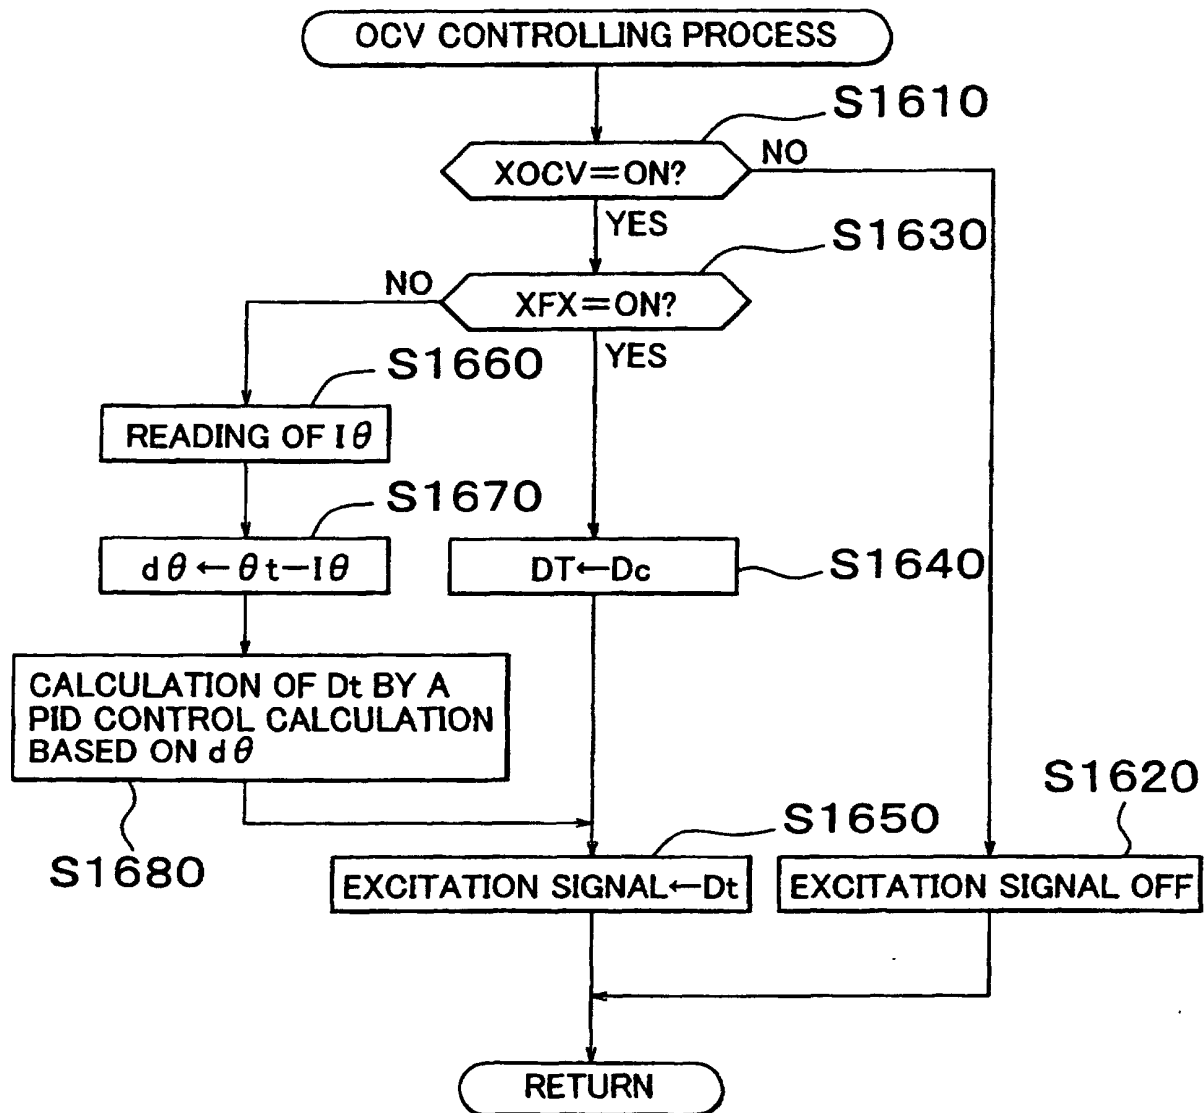 OCV CONTROLLING PROCESS
S1610
XOCV=ON?
NO
YES
S1630
NO
XFX=ON?
YES
S1660
READING OF Iθ
S1670
dθ←θt−Iθ
DT←Dc
S1640
CALCULATION OF Dt BY A
PID CONTROL CALCULATION
BASED ON dθ
S1680
S1650
S1620
EXCITATION SIGNAL←Dt
EXCITATION SIGNAL OFF
RETURN